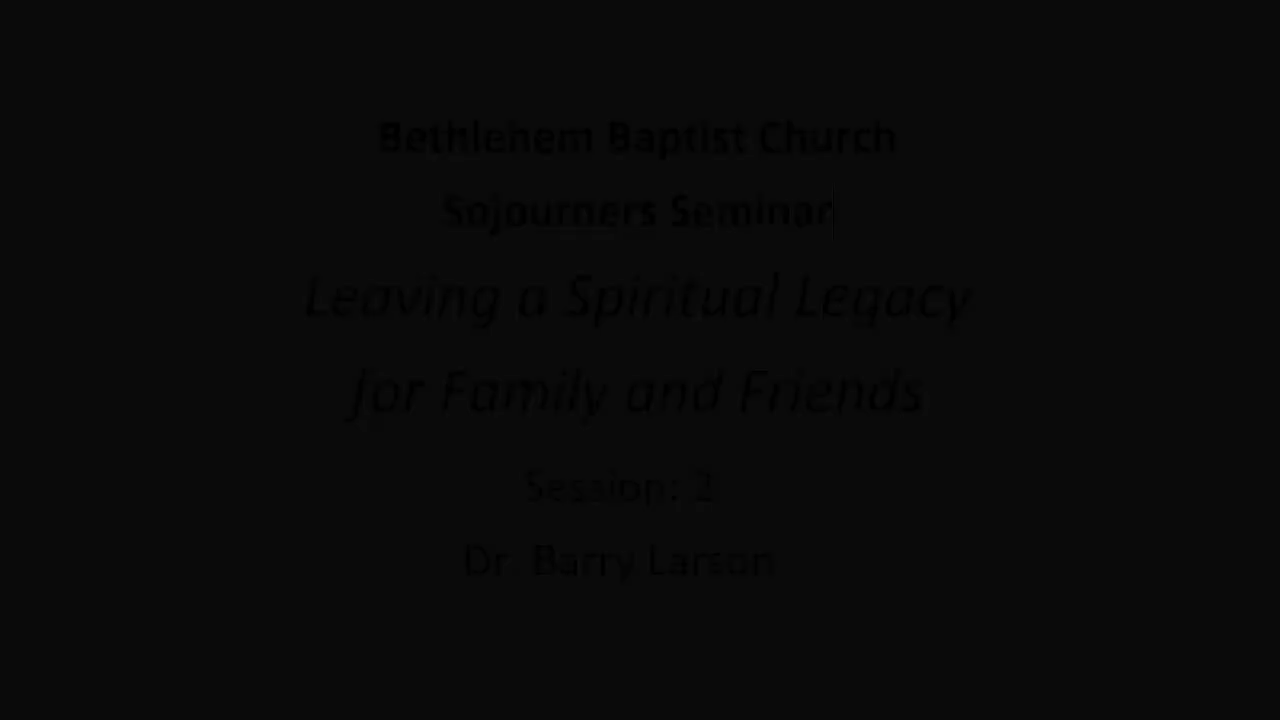 Bethlehem Baptist Church
Sojourners Seminar
Leaving a Spiritual Legacy
for Family and Friends
Session: 2
Dr. Barry Larson